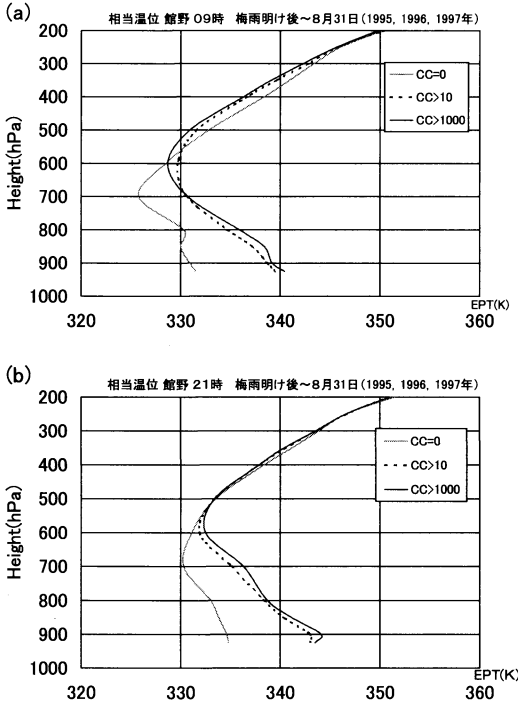 (a)
相当温位 館野 09時 梅雨明け後～8月31日(1995, 1996, 1997年)
200
300
400
500
600
700
800
900
1000
Height(hPa)
CC=0
CC>10
CC>1000
EPT(K)
320 330 340 350 360
(b)
相当温位 館野 21時 梅雨明け後～8月31日(1995, 1996, 1997年)
200
300
400
500
600
700
800
900
1000
Height(hPa)
CC=0
CC>10
CC>1000
EPT(K)
320 330 340 350 360